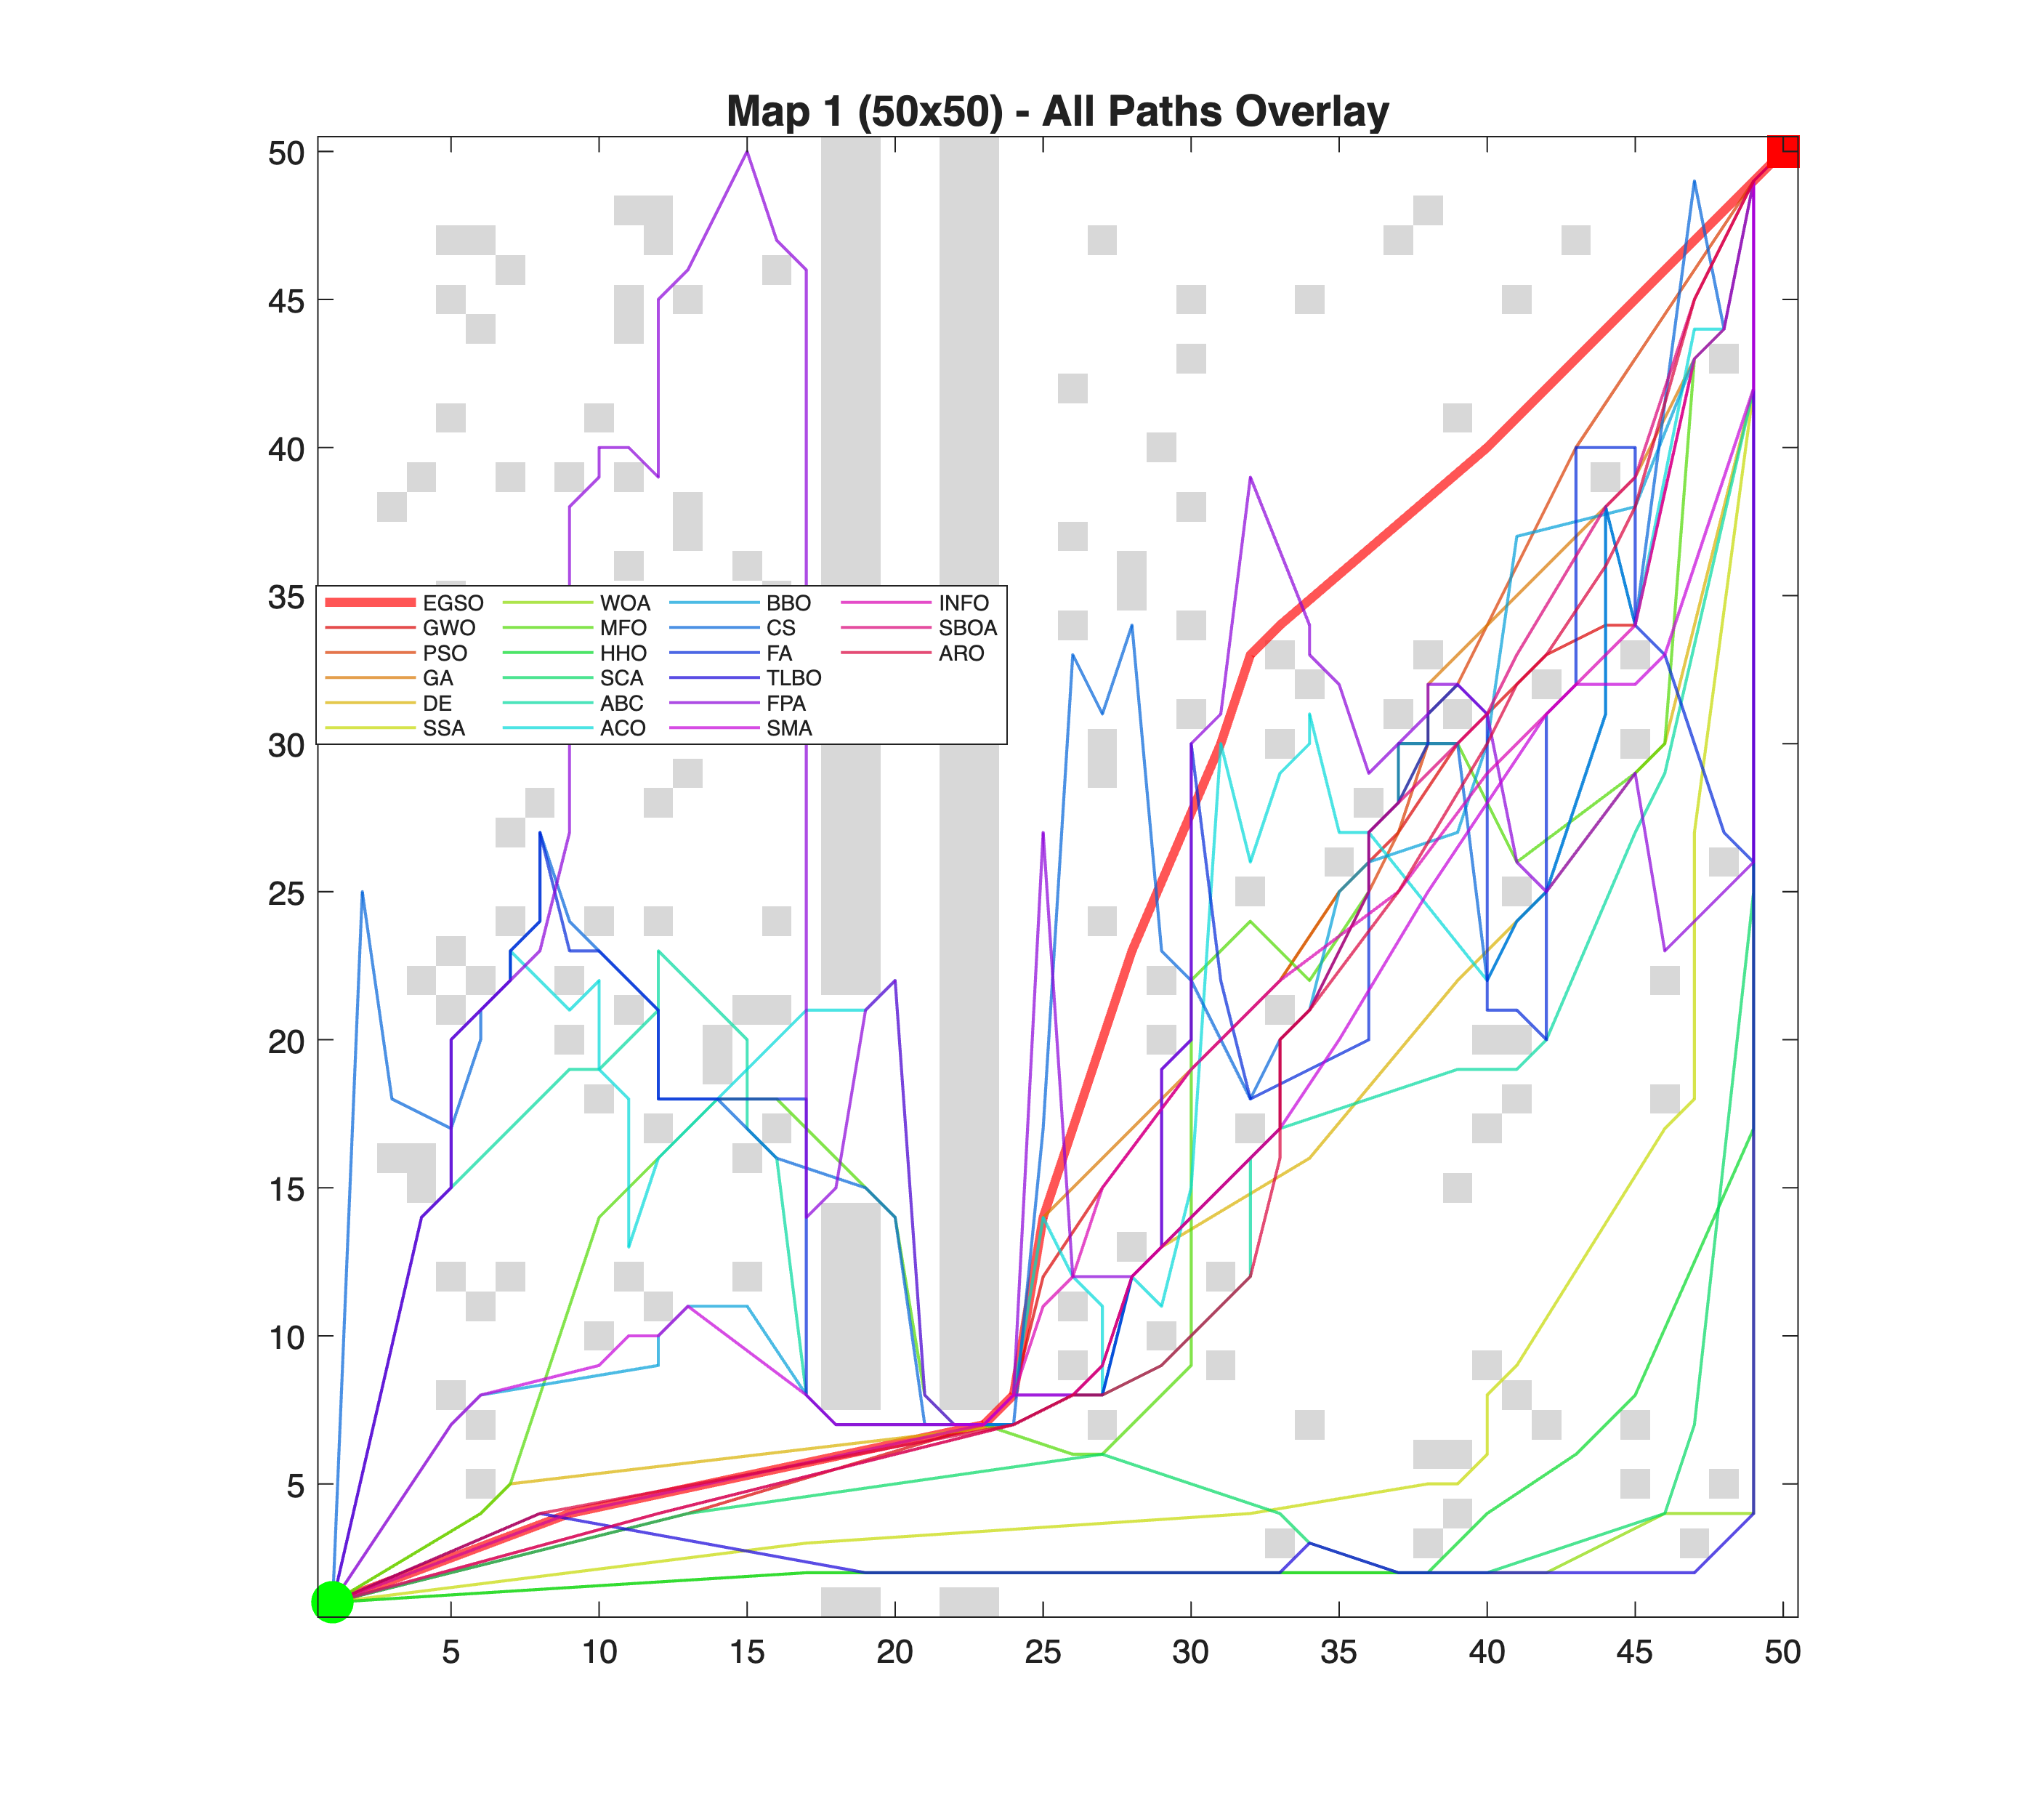 Map 1 (50x50) - All Paths Overlay
50
45
40
35
30
25
20
15
10
5
EGSO WOA BBO INFO
GWO MFO CS SBOA
PSO HHO FA ARO
GA SCA TLBO
DE ABC FPA
SSA ACO SMA
5 10 15 20 25 30 35 40 45 50